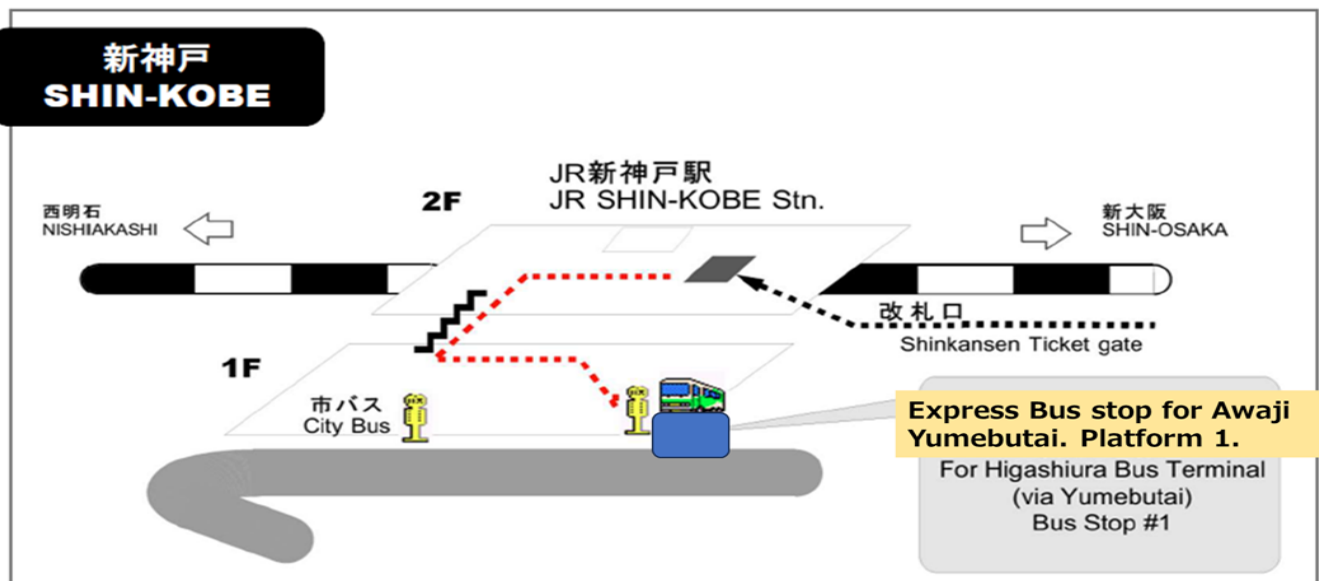 新神戸
SHIN-KOBE
JR新神戸駅
JR SHIN-KOBE Stn.
2F
西明石
NISHIAKASHI
新大阪
SHIN-OSAKA
改札口
Shinkansen Ticket gate
1F
市バス
City Bus
Express Bus stop for Awaji
Yumebutai. Platform 1.
For Higashiura Bus Terminal
(via Yumebutai)
Bus Stop #1